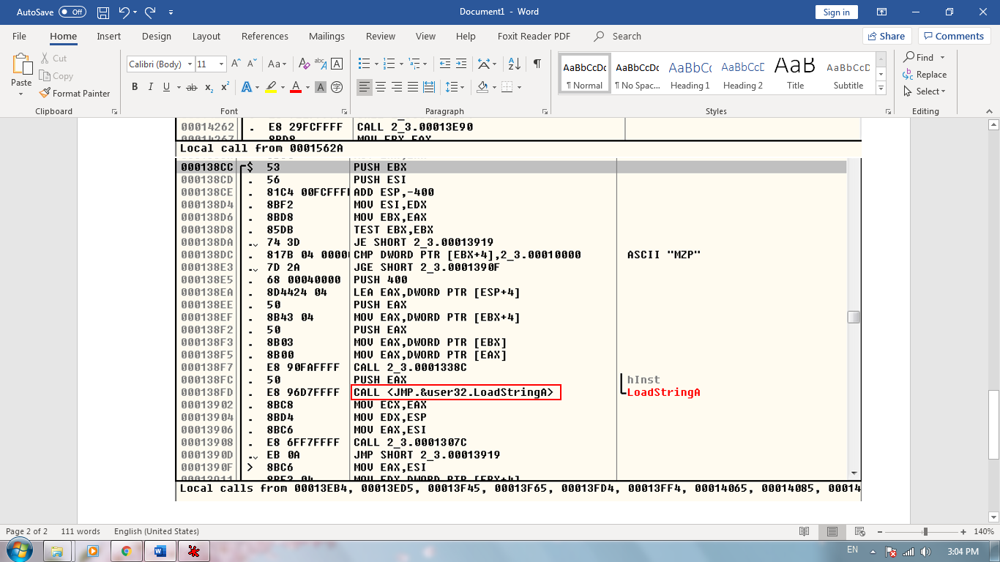 AutoSave Off
Document1 - Word
Sign in
File Home Insert Design Layout References Mailings Review View Help Foxit Reader PDF Search
Share Comments
Paste
Cut
Copy
Format Painter
Clipboard
Calibri (Body) 11
Font
Paragraph
AaBbCcDc AaBbCcDc AaBbCc AaBbCcD AaB AaBbCcD
¶ Normal ¶ No Spac... Heading 1 Heading 2 Title Subtitle
Styles
Find
Replace
Select
Editing
00014262 . E8 29FCFFFF CALL 2_3.00013E90
00014267 8BD8 MOV EBX,EAX
Local call from 0001562A
000138CC $ 53 PUSH EBX
000138CD . 56 PUSH ESI
000138CE . 81C4 00FCFFFF ADD ESP,-400
000138D4 . 8BF2 MOV ESI,EDX
000138D6 . 8BD8 MOV EBX,EAX
000138D8 . 85DB TEST EBX,EBX
000138DA . 74 3D JE SHORT 2_3.00013919
000138DC . 817B 04 0000 CMP DWORD PTR [EBX+4],2_3.00010000 ASCII "MZP"
000138E3 . 7D 2A JGE SHORT 2_3.0001390F
000138E5 . 68 00040000 PUSH 400
000138EA . 8D4424 04 LEA EAX,DWORD PTR [ESP+4]
000138EE . 50 PUSH EAX
000138EF . 8B43 04 MOV EAX,DWORD PTR [EBX+4]
000138F2 . 50 PUSH EAX
000138F3 . 8B03 MOV EAX,DWORD PTR [EBX]
000138F5 . 8B00 MOV EAX,DWORD PTR [EAX]
000138F7 . E8 90FAFFFF CALL 2_3.0001338C
000138FC . 50 PUSH EAX hInst
000138FD . E8 96D7FFFF CALL <JMP.&user32.LoadStringA> LoadStringA
00013902 . 8BC8 MOV ECX,EAX
00013904 . 8BD4 MOV EDX,ESP
00013906 . 8BC6 MOV EAX,ESI
00013908 . E8 6FF7FFFF CALL 2_3.0001307C
0001390D . EB 0A JMP SHORT 2_3.00013919
0001390F > 8BC6 MOV EAX,ESI
Local calls from 00013EB4, 00013ED5, 00013F45, 00013F65, 00013FD4, 00013FF4, 00014065, 00014085, 00014
Page 2 of 2 111 words English (United States)
140%
EN 3:04 PM